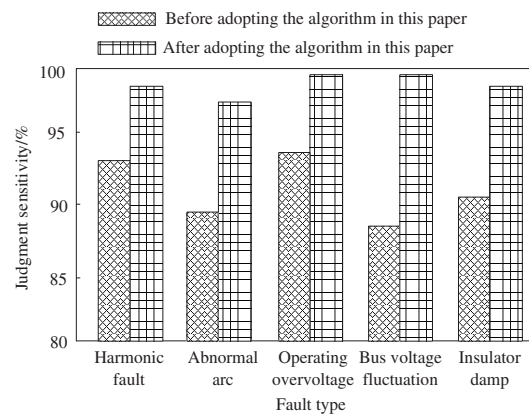 Before adopting the algorithm in this paper
After adopting the algorithm in this paper
100
95
90
85
80
Judgment sensitivity/%
Harmonic fault
Abnormal arc
Operating overvoltage
Bus voltage fluctuation
Insulator damp
Fault type